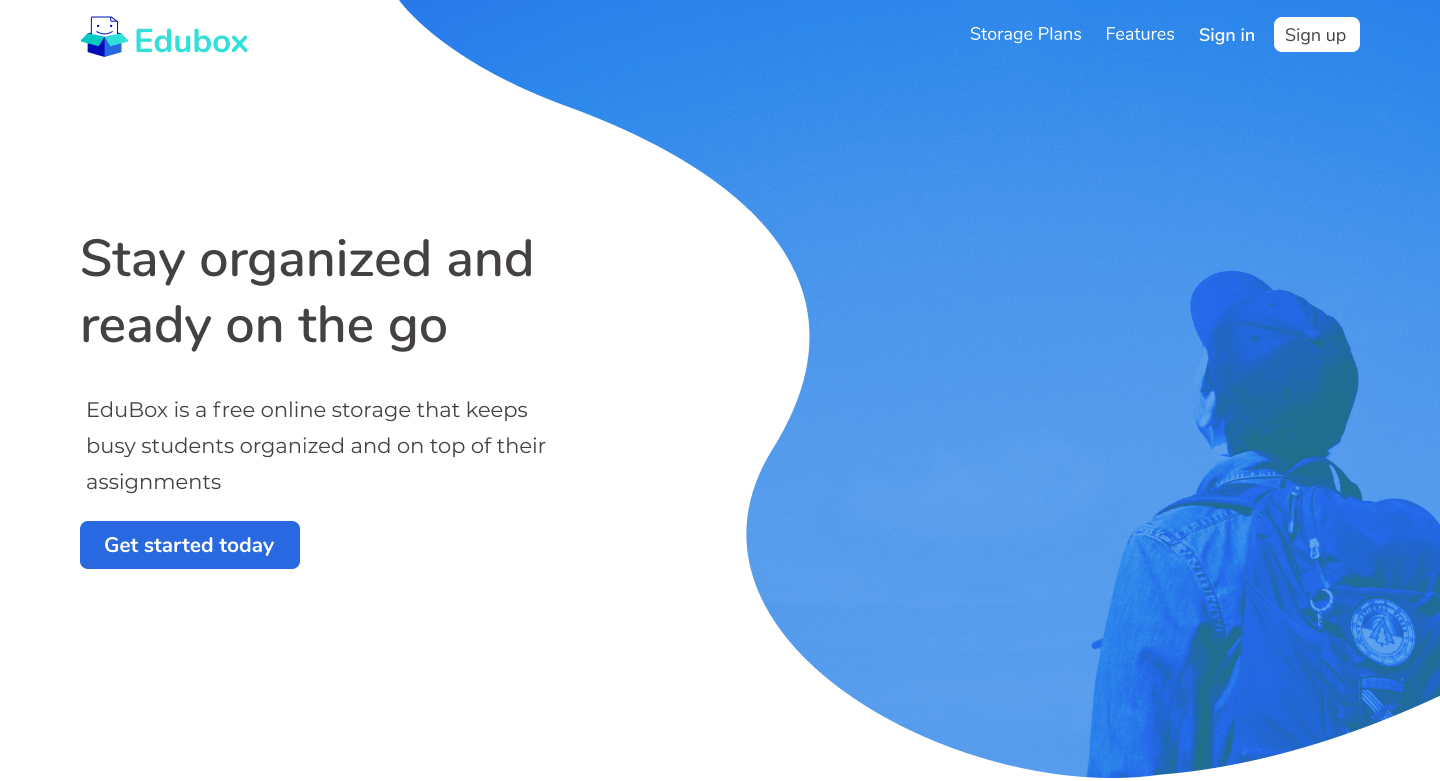 Edubox
Storage Plans
Features
Sign in
Sign up
Stay organized and
ready on the go
EduBox is a free online storage that keeps
busy students organized and on top of their
assignments
Get started today